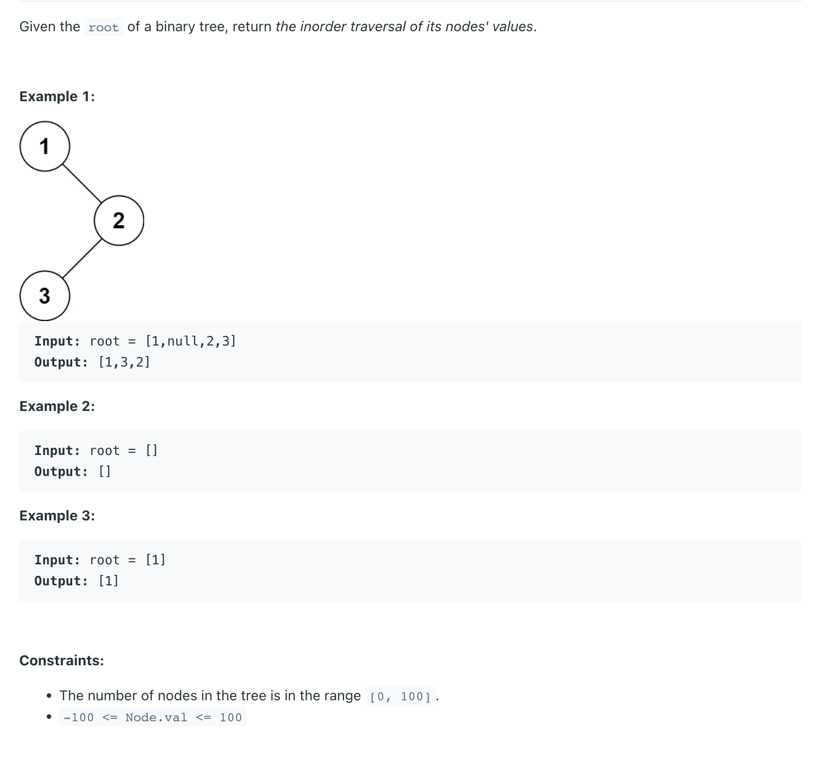 Given the root of a binary tree, return the inorder traversal of its nodes' values.
Example 1:
1
2
3
Input: root = [1,null,2,3]
Output: [1,3,2]
Example 2:
Input: root = []
Output: []
Example 3:
Input: root = [1]
Output: [1]
Constraints:
• The number of nodes in the tree is in the range [0, 100] .
• -100 <= Node.val <= 100